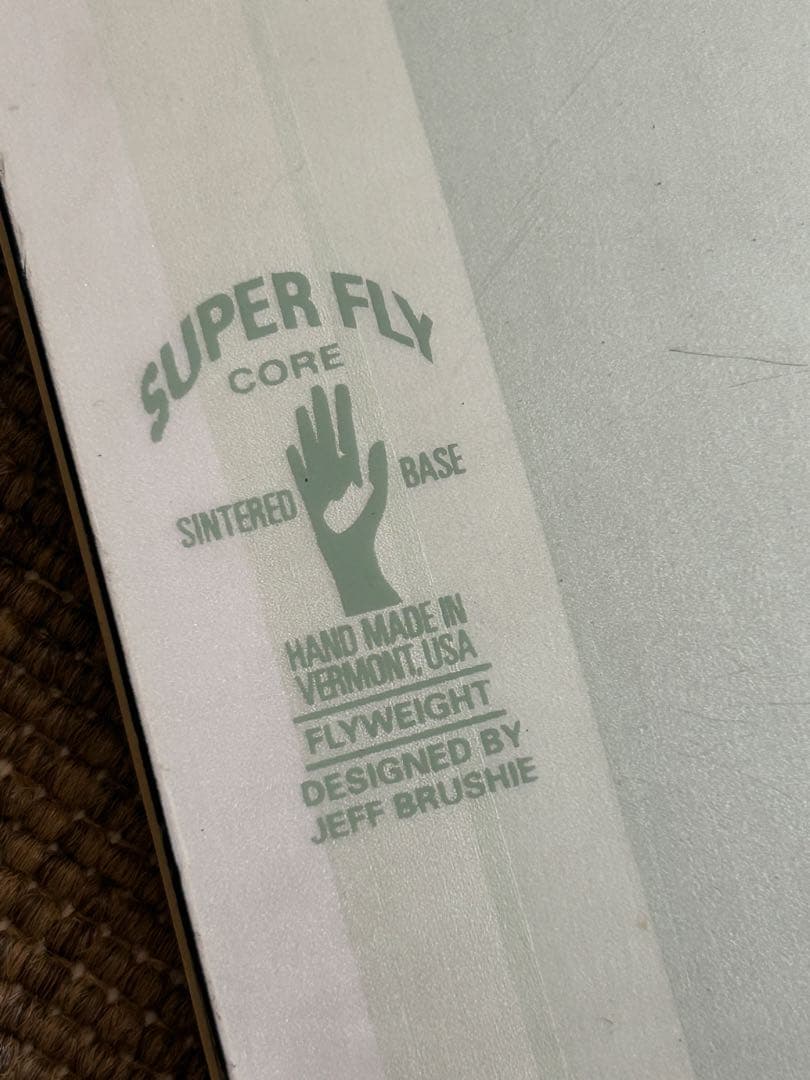 SUPER FLY
CORE
SINTERED BASE
HAND MADE IN
VERMONT, USA
FLYWEIGHT
DESIGNED BY
JEFF BRUSHIE